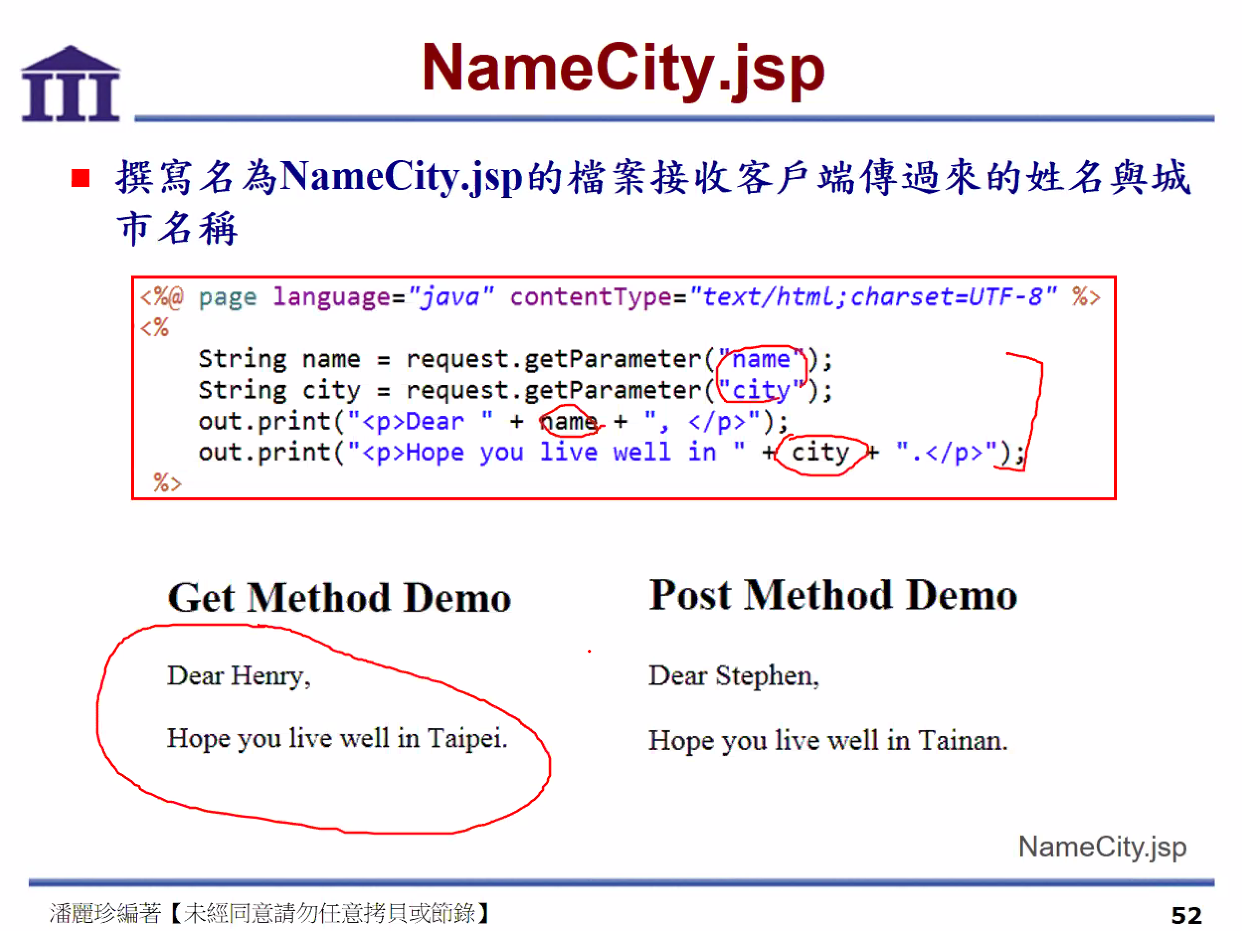 NameCity.jsp
撰寫名為NameCity.jsp的檔案接收客戶端傳過來的姓名與城
市名稱
<%@ page language="java" contentType="text/html;charset=UTF-8" %>
<%
String name = request.getParameter("name");
String city = request.getParameter("city");
out.print("<p>Dear " + name + ", </p>");
out.print("<p>Hope you live well in " + city + ".</p>");
%>
Get Method Demo
Dear Henry,
Hope you live well in Taipei.
Post Method Demo
Dear Stephen,
Hope you live well in Tainan.
NameCity.jsp
潘麗珍編著【未經同意請勿任意拷貝或節錄】
52